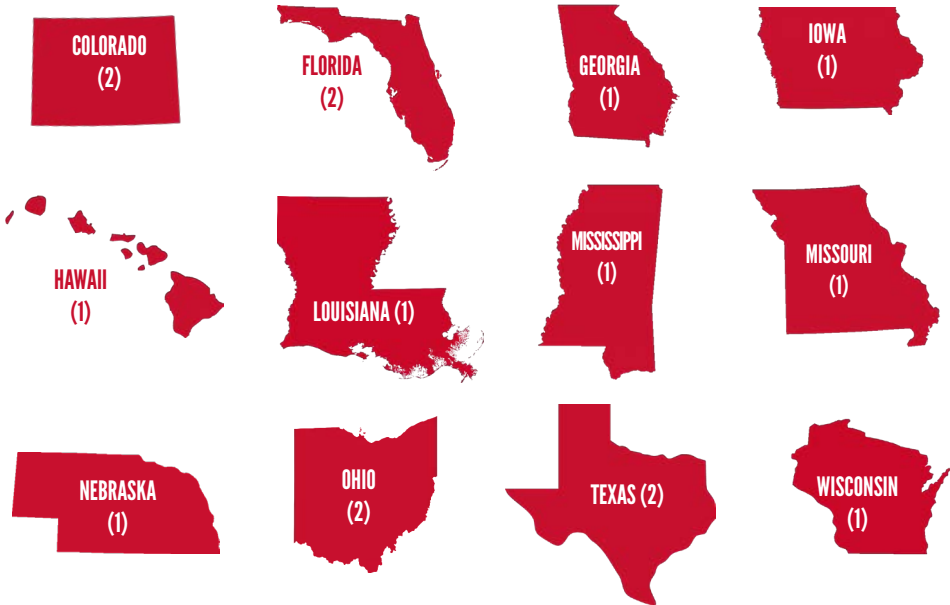 COLORADO
(2)
FLORIDA
(2)
GEORGIA
(1)
IOWA
(1)
HAWAII
(1)
LOUISIANA (1)
MISSISSIPPI
(1)
MISSOURI
(1)
NEBRASKA
(1)
OHIO
(2)
TEXAS (2)
WISCONSIN
(1)